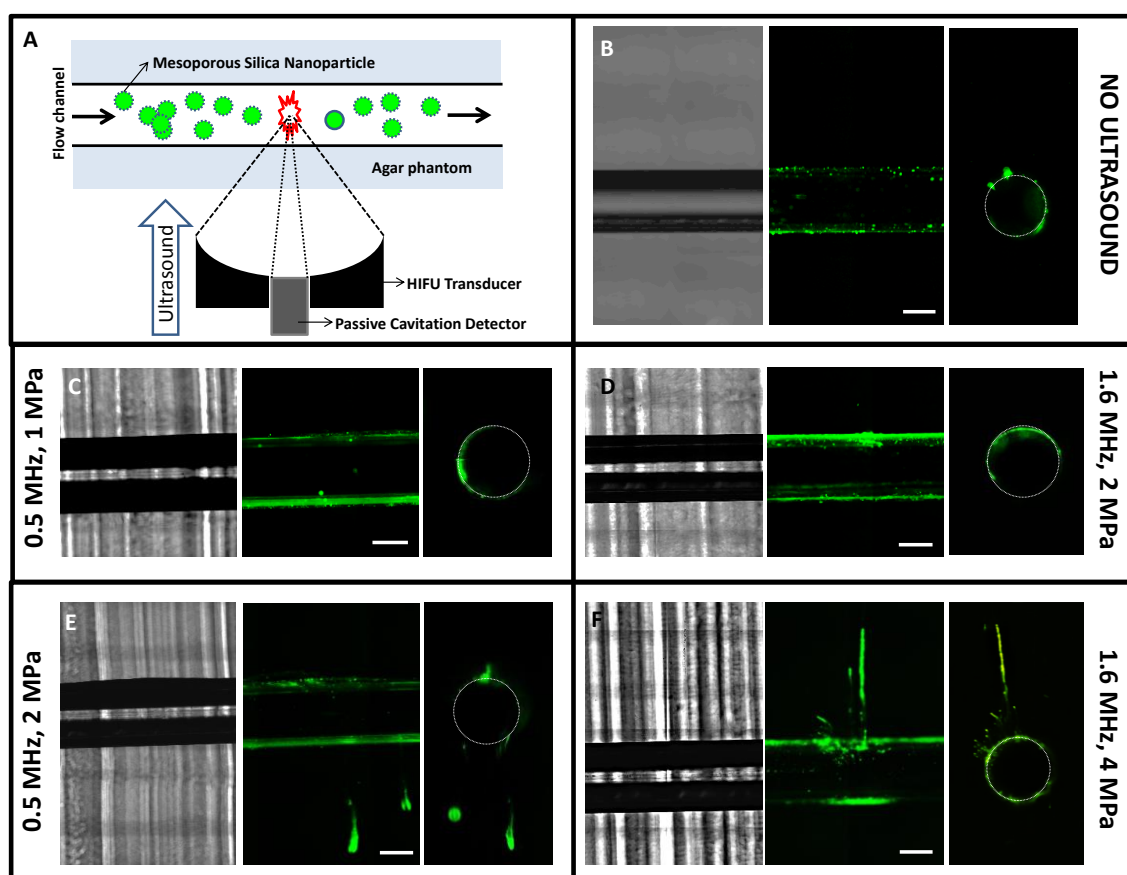 A
Mesoporous Silica Nanoparticle
Flow channel
Agar phantom
Ultrasound
HIFU Transducer
Passive Cavitation Detector
B
NO ULTRASOUND
0.5 MHz, 1 MPa
C
D
1.6 MHz, 2 MPa
0.5 MHz, 2 MPa
E
F
1.6 MHz, 4 MPa